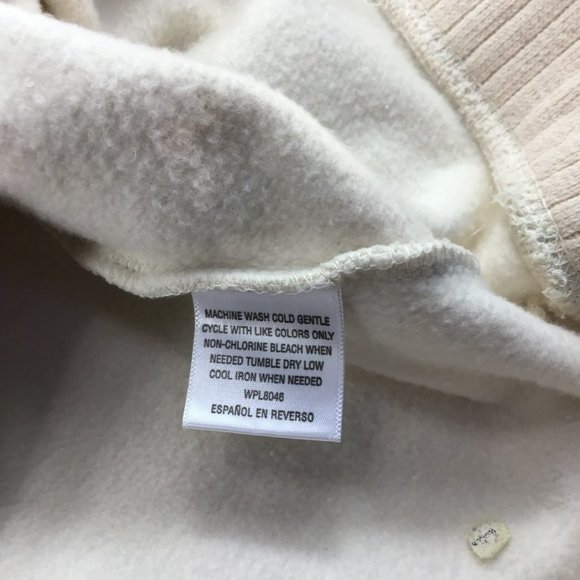 MACHINE WASH COLD GENTLE
CYCLE WITH LIKE COLORS ONLY
NON-CHLORINE BLEACH WHEN
NEEDED TUMBLE DRY LOW
COOL IRON WHEN NEEDED
WPL8046
ESPAÑOL EN REVERSO